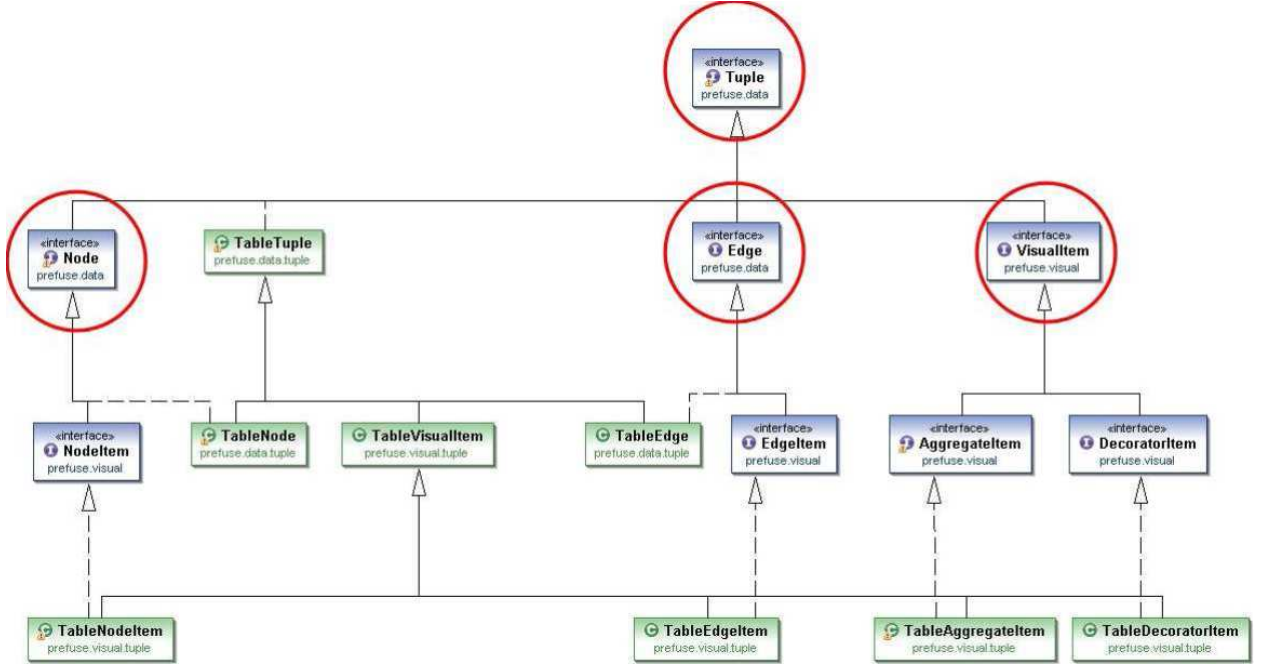 «interface»
Tuple
prefuse.data
«interface»
Node
prefuse.data
TableTuple
prefuse.data.tuple
«interface»
Edge
prefuse.data
«interface»
VisualItem
prefuse.visual
«interface»
NodeItem
prefuse.visual
TableNode
prefuse.data.tuple
TableVisualItem
prefuse.visual.tuple
TableEdge
prefuse.data.tuple
«interface»
EdgeItem
prefuse.visual
«interface»
AggregateItem
prefuse.visual
«interface»
DecoratorItem
prefuse.visual
TableNodeItem
prefuse.visual.tuple
TableEdgeItem
prefuse.visual.tuple
TableAggregateItem
prefuse.visual.tuple
TableDecoratorItem
prefuse.visual.tuple